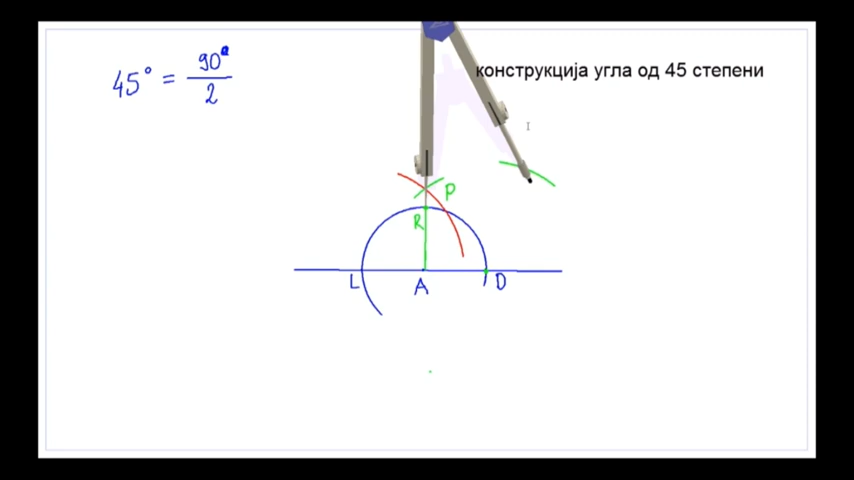 45° = 90°
2
конструкција угла од 45 степени
P
R
L A D